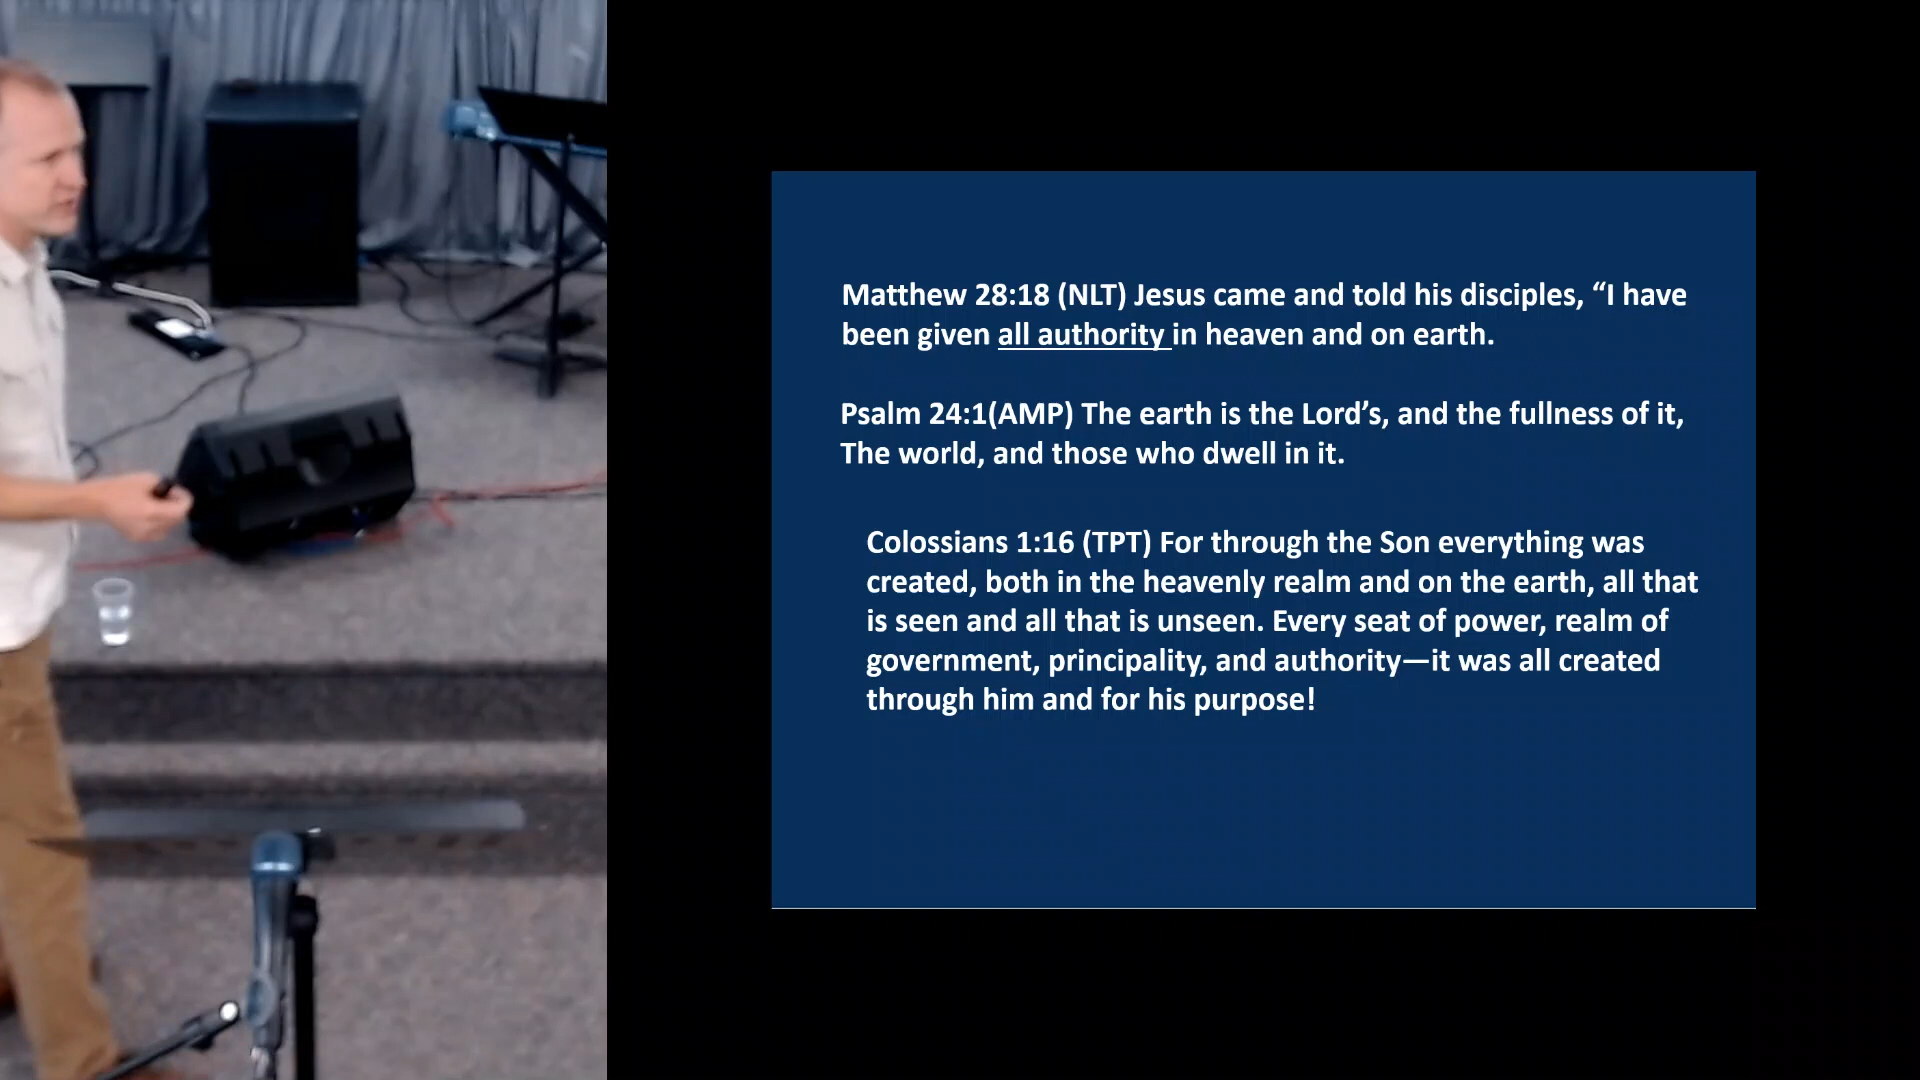 Matthew 28:18 (NLT) Jesus came and told his disciples, “I have
been given all authority in heaven and on earth.
Psalm 24:1(AMP) The earth is the Lord’s, and the fullness of it,
The world, and those who dwell in it.
Colossians 1:16 (TPT) For through the Son everything was
created, both in the heavenly realm and on the earth, all that
is seen and all that is unseen. Every seat of power, realm of
government, principality, and authority—it was all created
through him and for his purpose!